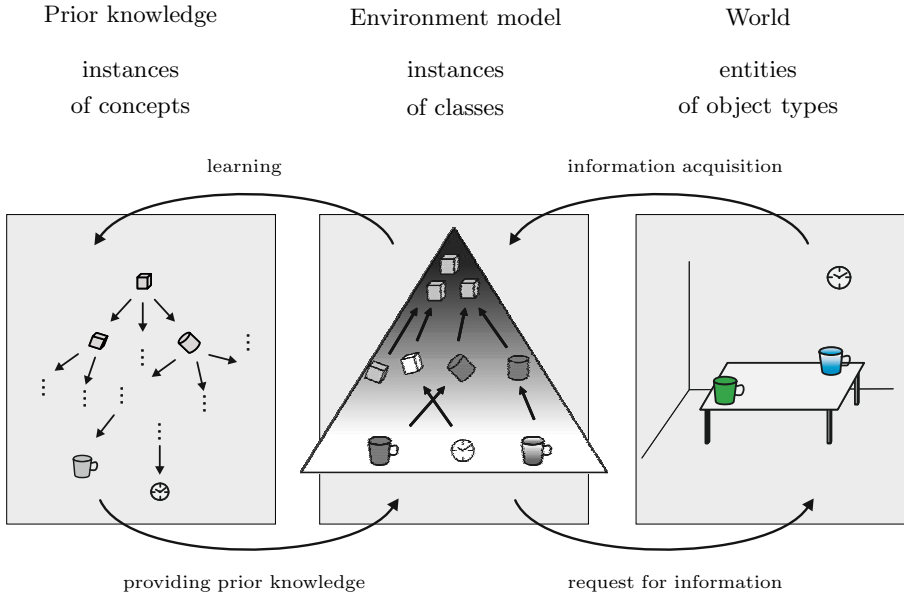 Prior knowledge
Environment model
World
instances
of concepts
instances
of classes
entities
of object types
learning
information acquisition
providing prior knowledge
request for information